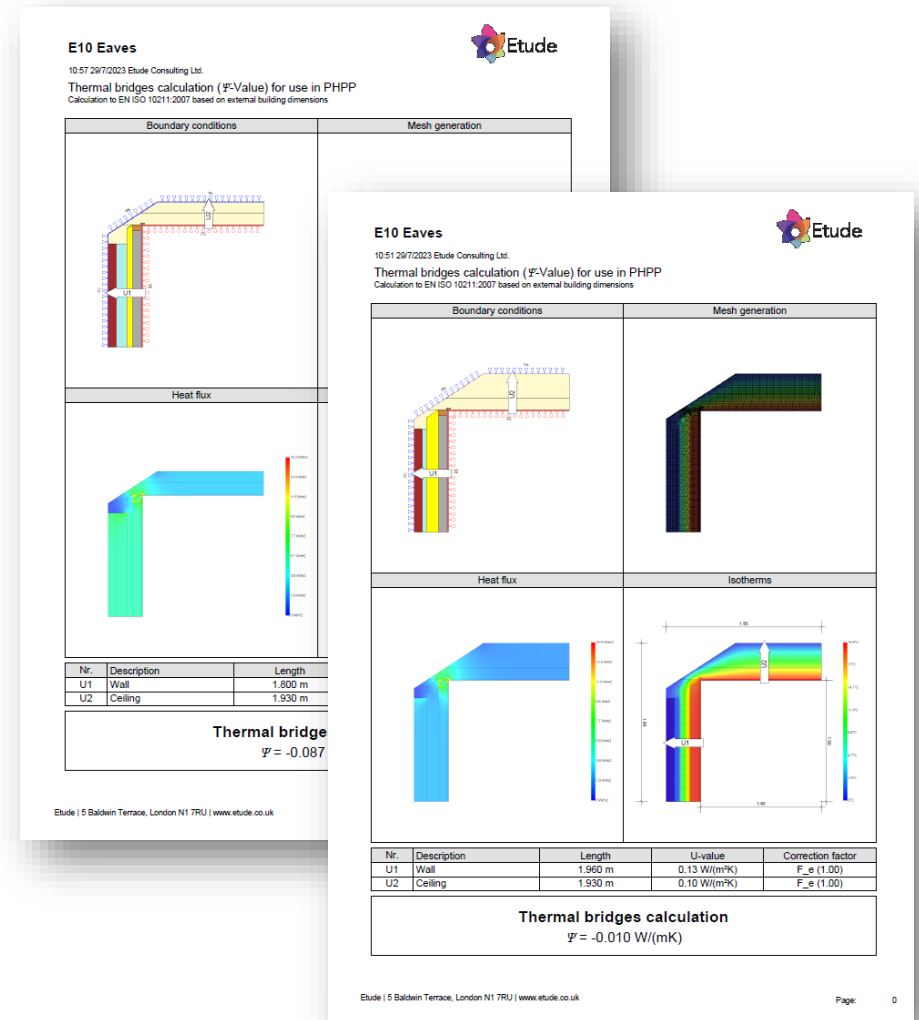 E10 Eaves
Etude
10:57 29/7/2023 Etude Consulting Ltd.
Thermal bridges calculation (Ψ-Value) for use in PHPP
Calculation to EN ISO 10211:2007 based on external building dimensions
Boundary conditions
Mesh generation
U2
U1
Heat flux
Nr. Description Length
U1 Wall 1.800 m
U2 Ceiling 1.930 m
Thermal bridge
Ψ = -0.087
Etude | 5 Baldwin Terrace, London N1 7RU | www.etude.co.uk
E10 Eaves
Etude
10:51 29/7/2023 Etude Consulting Ltd.
Thermal bridges calculation (Ψ-Value) for use in PHPP
Calculation to EN ISO 10211:2007 based on external building dimensions
Boundary conditions
Mesh generation
U2
U1
Heat flux
Isotherms
U2
U1
Nr. Description Length U-value Correction factor
U1 Wall 1.960 m 0.13 W/(m²K) F_e (1.00)
U2 Ceiling 1.930 m 0.10 W/(m²K) F_e (1.00)
Thermal bridges calculation
Ψ = -0.010 W/(mK)
Etude | 5 Baldwin Terrace, London N1 7RU | www.etude.co.uk
Page: 0